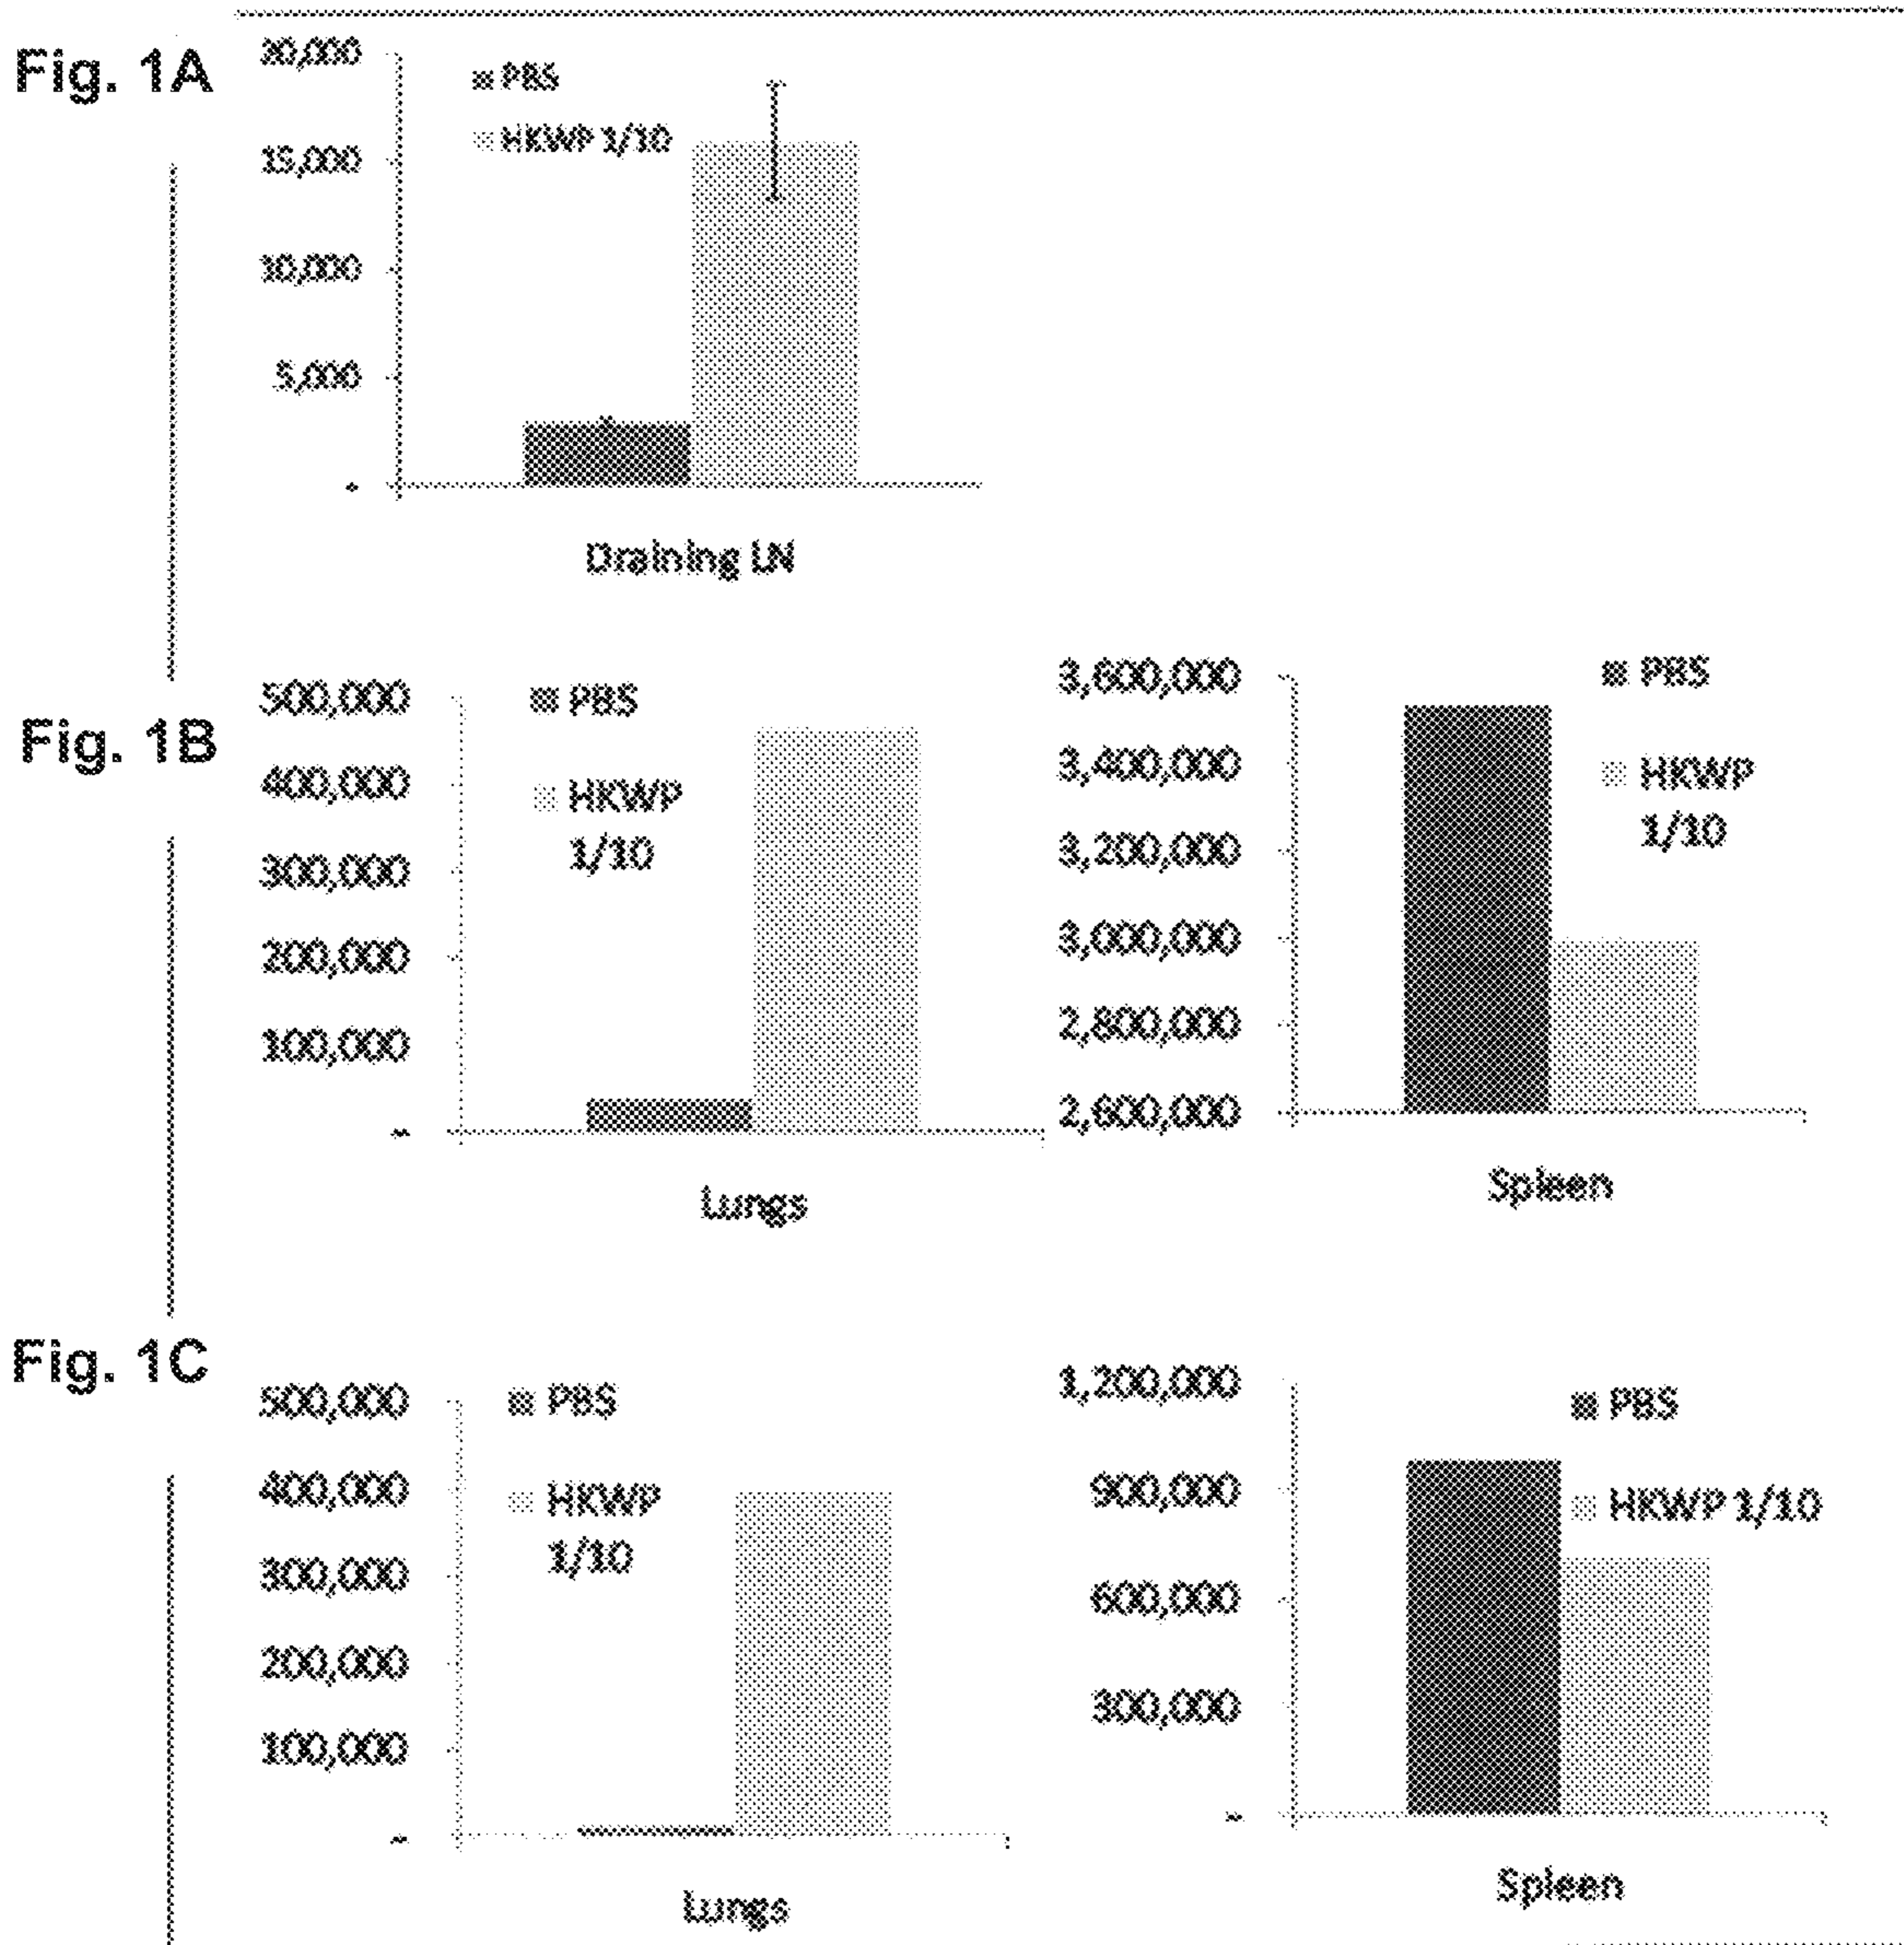 Fig. 1A
20,000
15,000
10,000
5,000
-
PBS
HKWP 1/10
Draining LN
Fig. 1B
500,000
400,000
300,000
200,000
100,000
-
PBS
HKWP
1/10
Lungs
3,600,000
3,400,000
3,200,000
3,000,000
2,800,000
2,600,000
PBS
HKWP
1/10
Spleen
Fig. 1C
500,000
400,000
300,000
200,000
100,000
-
PBS
HKWP
1/10
Lungs
1,200,000
900,000
600,000
300,000
-
PBS
HKWP 1/10
Spleen